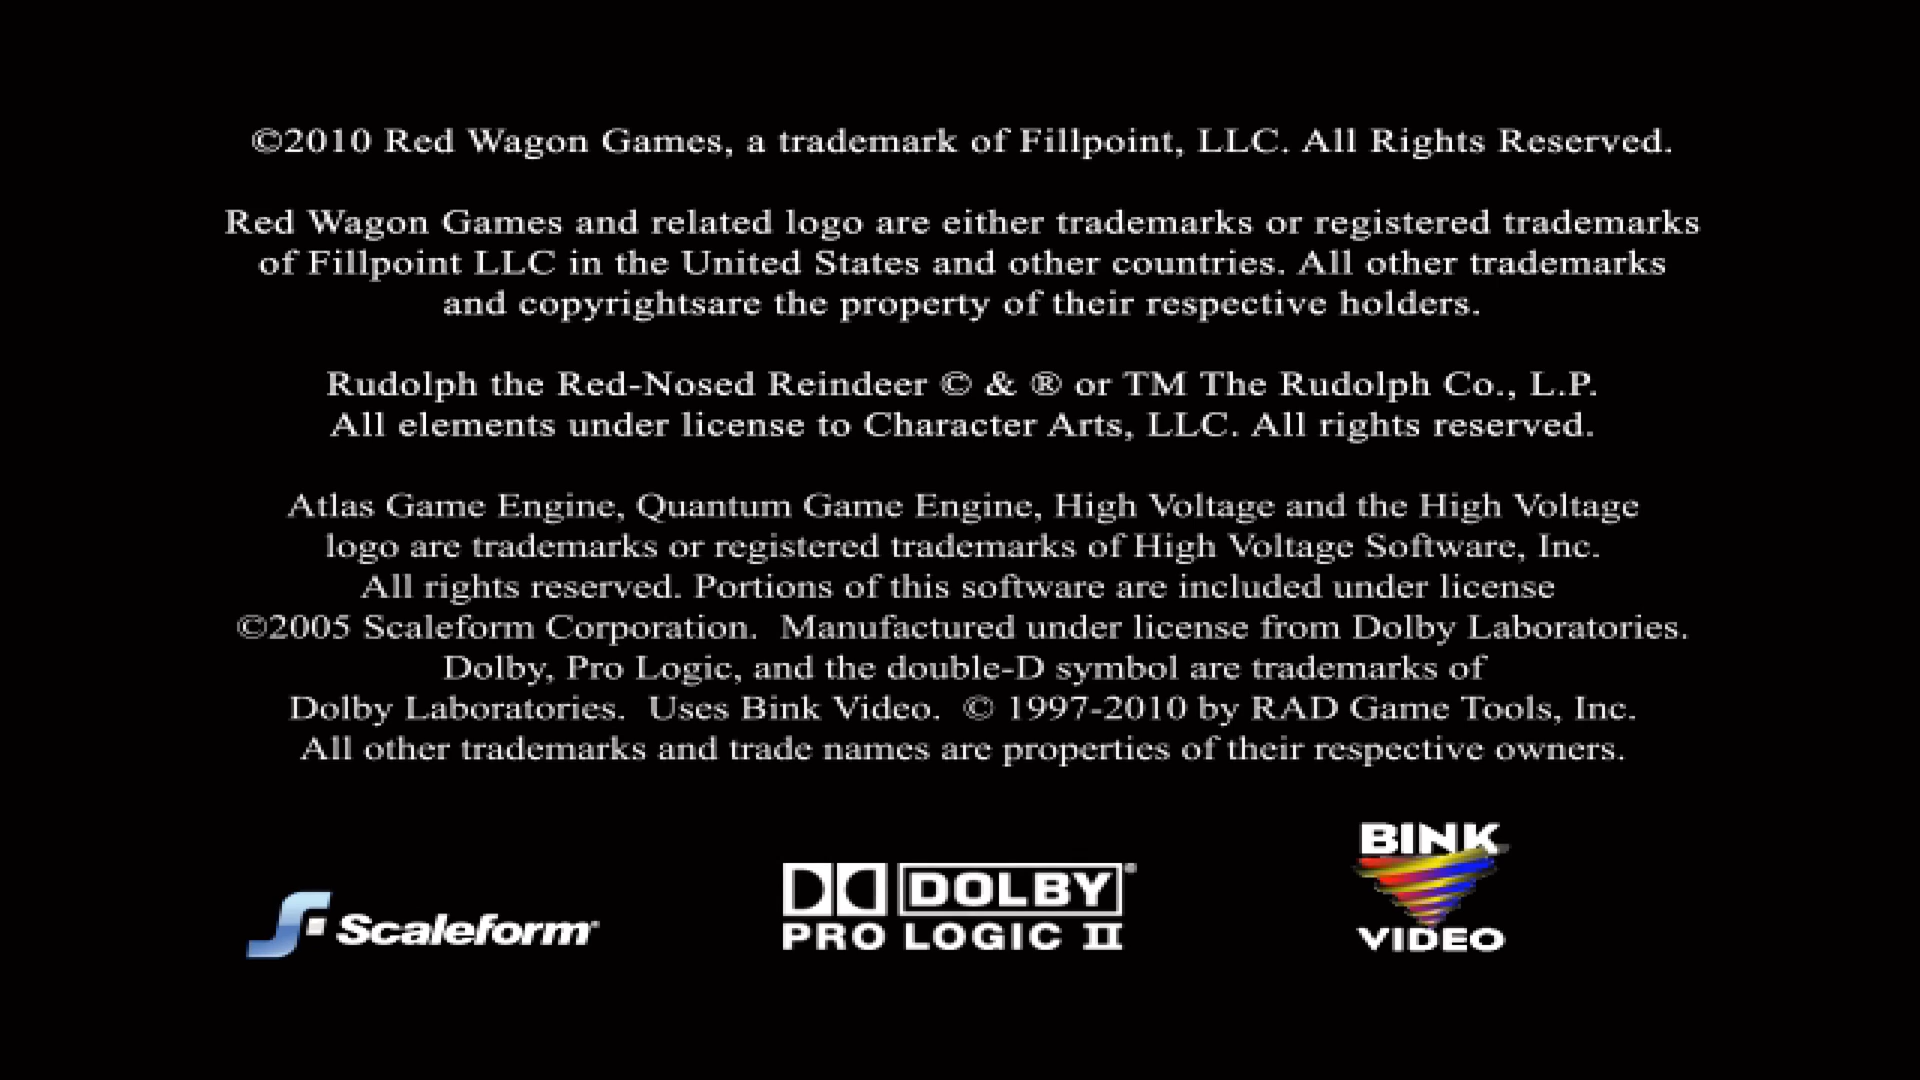 ©2010 Red Wagon Games, a trademark of Fillpoint, LLC. All Rights Reserved.
Red Wagon Games and related logo are either trademarks or registered trademarks
of Fillpoint LLC in the United States and other countries. All other trademarks
and copyrightsare the property of their respective holders.
Rudolph the Red-Nosed Reindeer © & ® or TM The Rudolph Co., L.P.
All elements under license to Character Arts, LLC. All rights reserved.
Atlas Game Engine, Quantum Game Engine, High Voltage and the High Voltage
logo are trademarks or registered trademarks of High Voltage Software, Inc.
All rights reserved. Portions of this software are included under license
©2005 Scaleform Corporation.  Manufactured under license from Dolby Laboratories.
Dolby, Pro Logic, and the double-D symbol are trademarks of
Dolby Laboratories.  Uses Bink Video.  © 1997-2010 by RAD Game Tools, Inc.
All other trademarks and trade names are properties of their respective owners.
Scaleform
DOLBY
PRO LOGIC II
BINK
VIDEO